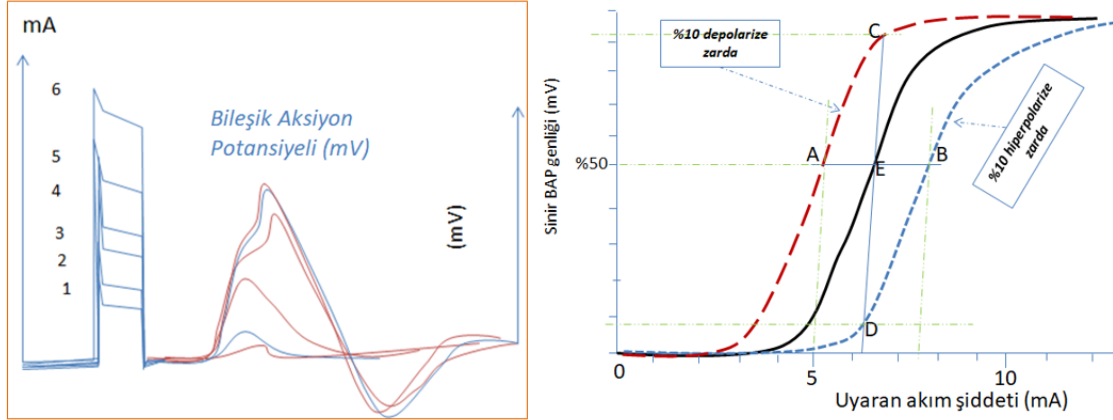 mA
6
5
4
3
2
1
Bileşik Aksiyon
Potansiyeli (mV)
(mV)
Sinir BAP genliği (mV)
%50
%10 depolarize
zarda
%10 hiperpolarize
zarda
C
A
E
B
D
0
5
10
Uyaran akım şiddeti (mA)